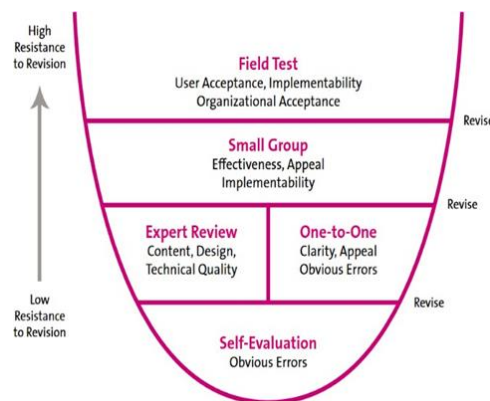 High
Resistance
to Revision
Field Test
User Acceptance, Implementability
Organizational Acceptance
Revise
Small Group
Effectiveness, Appeal
Implementability
Revise
Expert Review
Content, Design,
Technical Quality
One-to-One
Clarity, Appeal
Obvious Errors
Low
Resistance
to Revision
Revise
Self-Evaluation
Obvious Errors